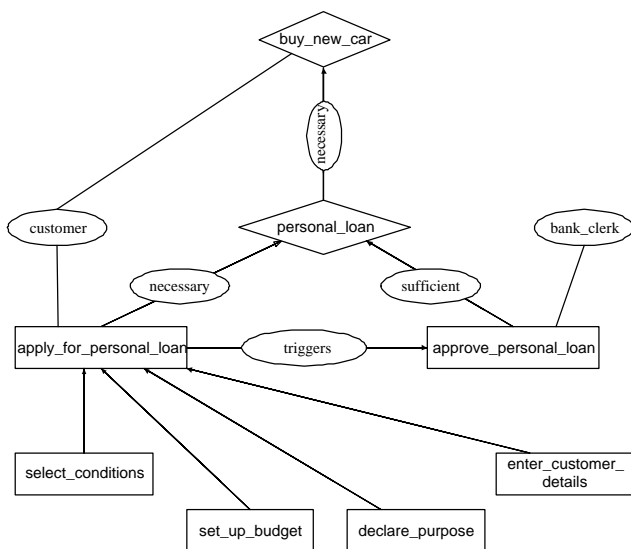 buy_new_car
necessary
customer
personal_loan
bank_clerk
necessary
sufficient
apply_for_personal_loan
triggers
approve_personal_loan
select_conditions
enter_customer_
details
set_up_budget
declare_purpose